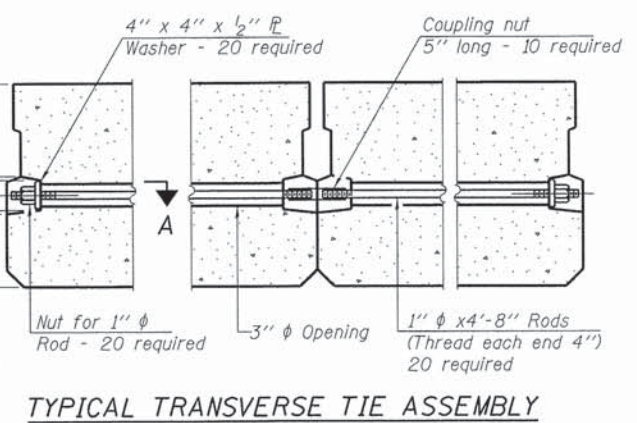 4" x 4" x 1/2" ℄
Washer - 20 required
Coupling nut
5" long - 10 required
A
Nut for 1" ϕ
Rod - 20 required
3" ϕ Opening
1" ϕ x4'-8" Rods
(Thread each end 4")
20 required
TYPICAL TRANSVERSE TIE ASSEMBLY